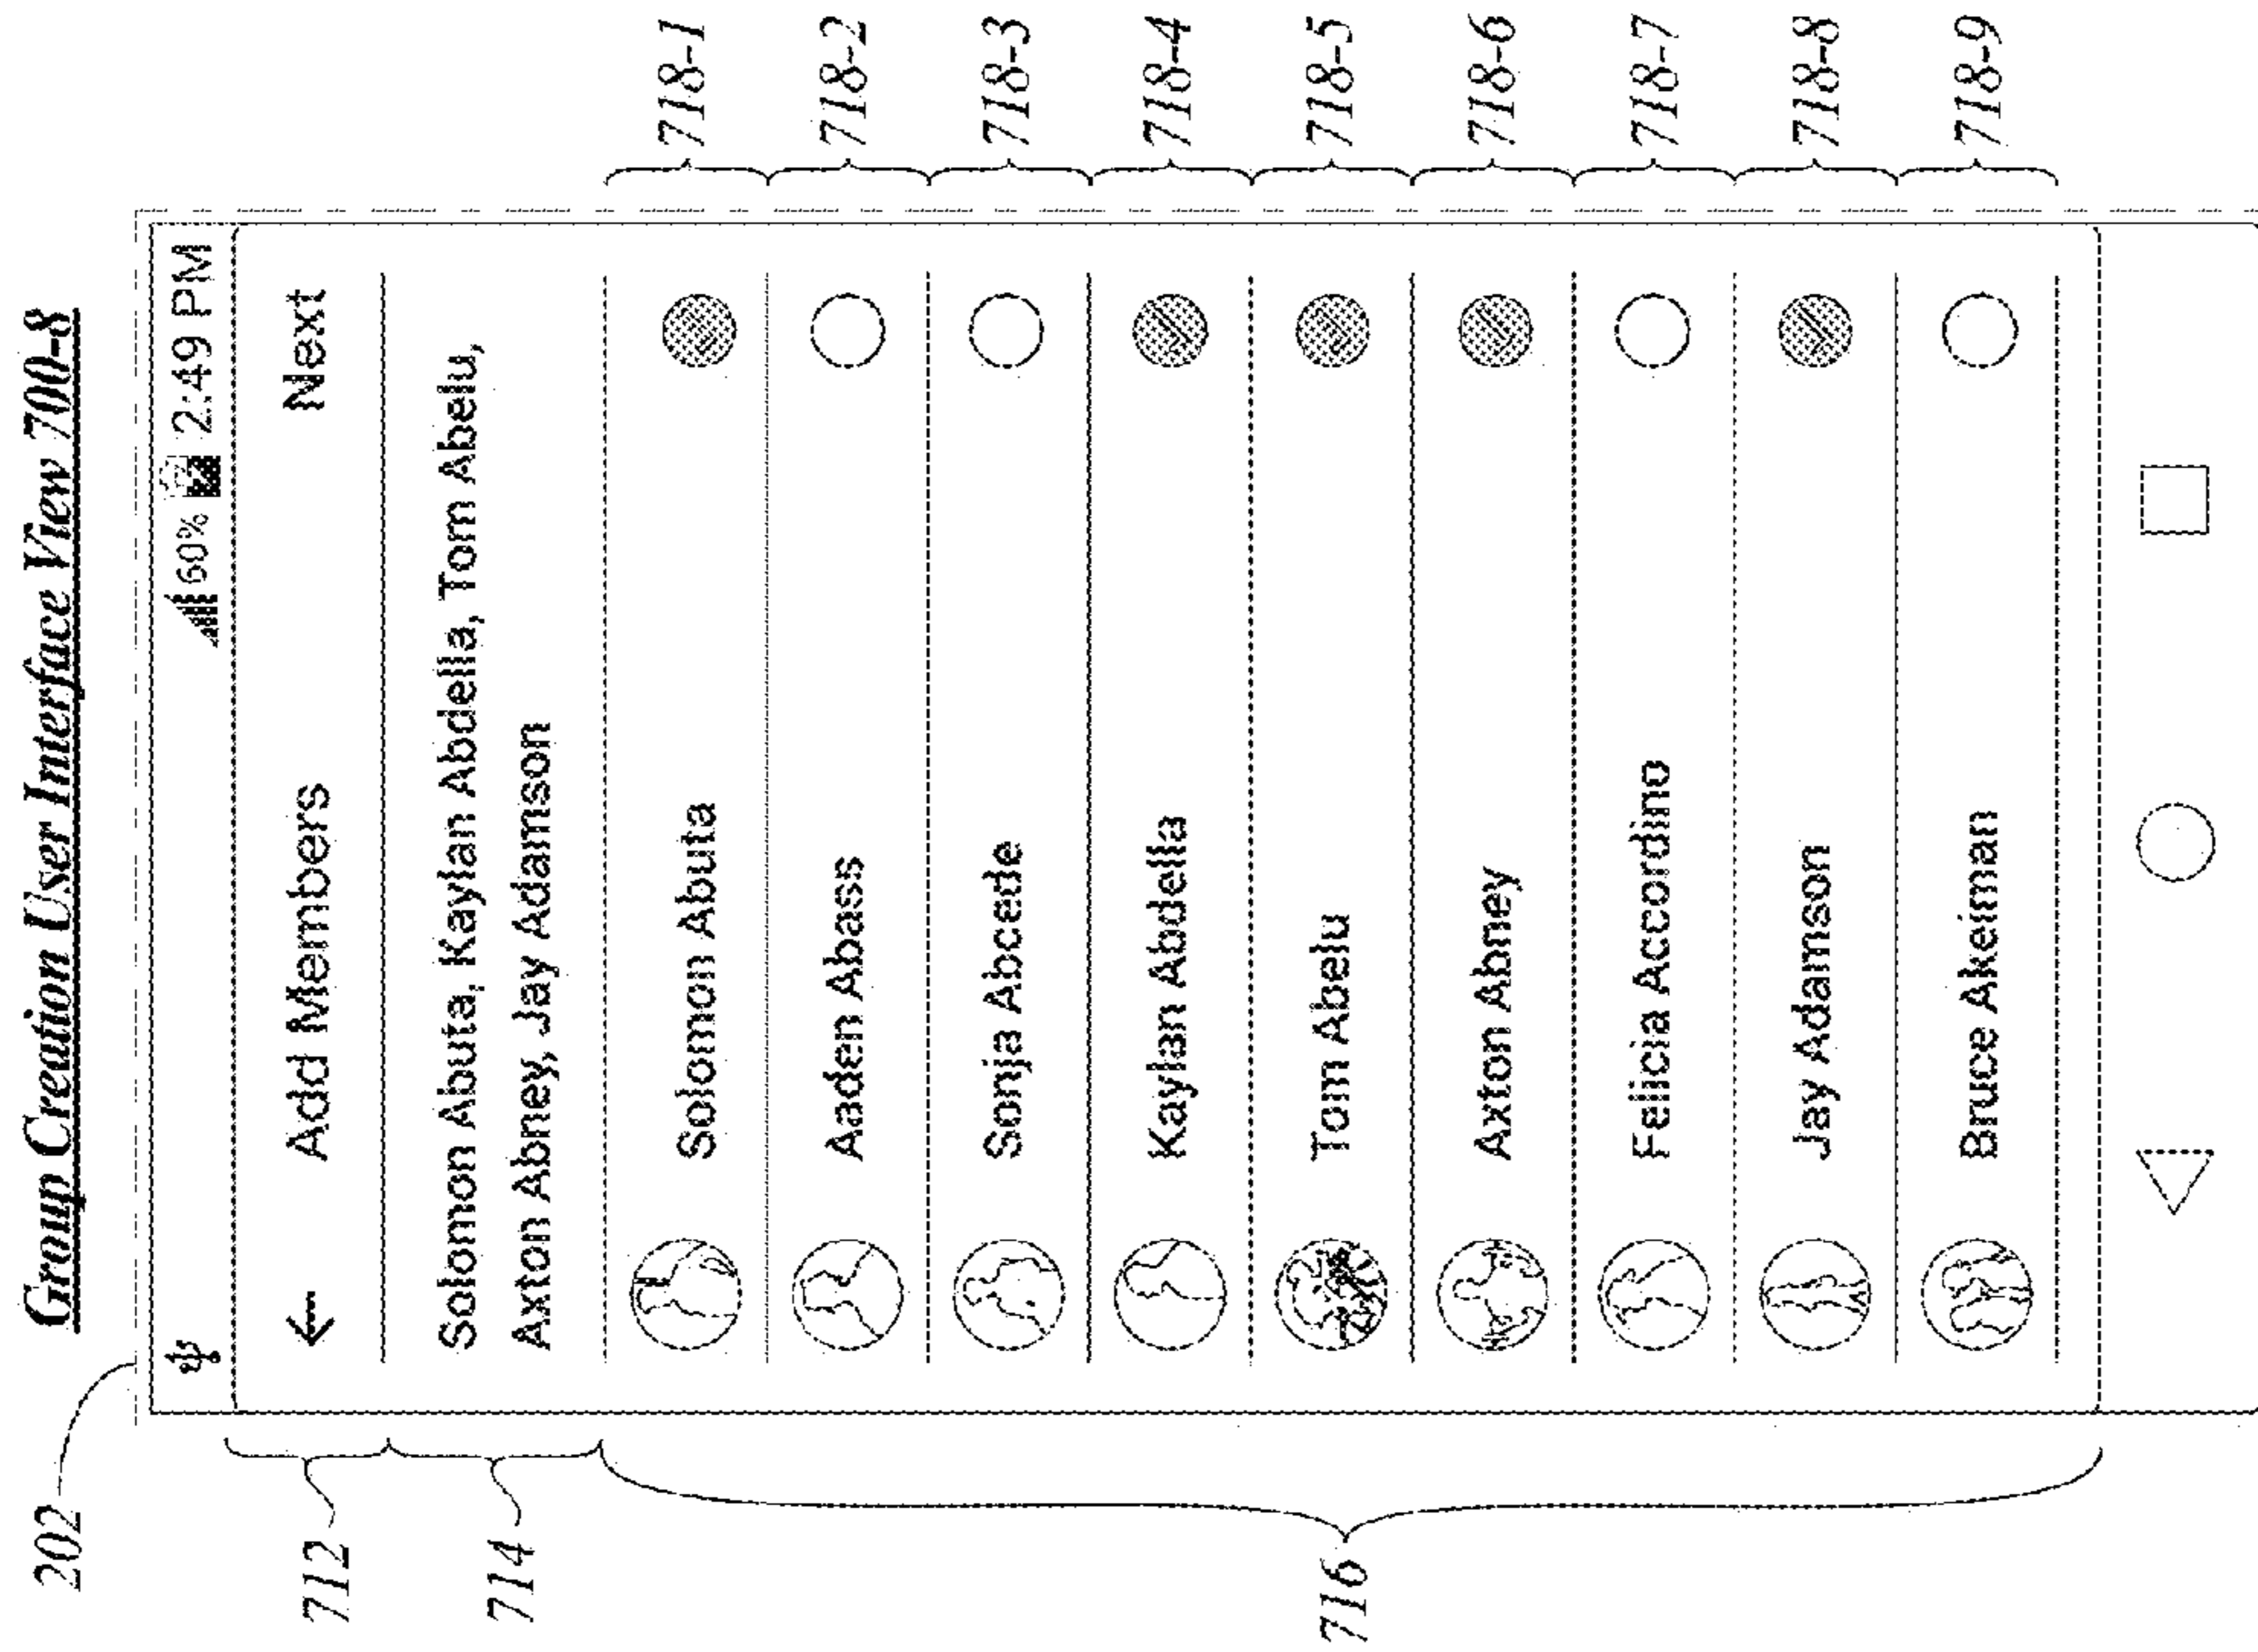 Group Creation User Interface View 700-8
202
60% 2:49 PM
712
Add Members Next
714
Solomon Abuta, Kaylan Abdella, Tom Abelu,
Axton Abney, Jay Adamson
716
Solomon Abuta 718-1
Aaden Abass 718-2
Sonja Abcede 718-3
Kaylan Abdella 718-4
Tom Abelu 718-5
Axton Abney 718-6
Felicia Accordino 718-7
Jay Adamson 718-8
Bruce Akeiman 718-9